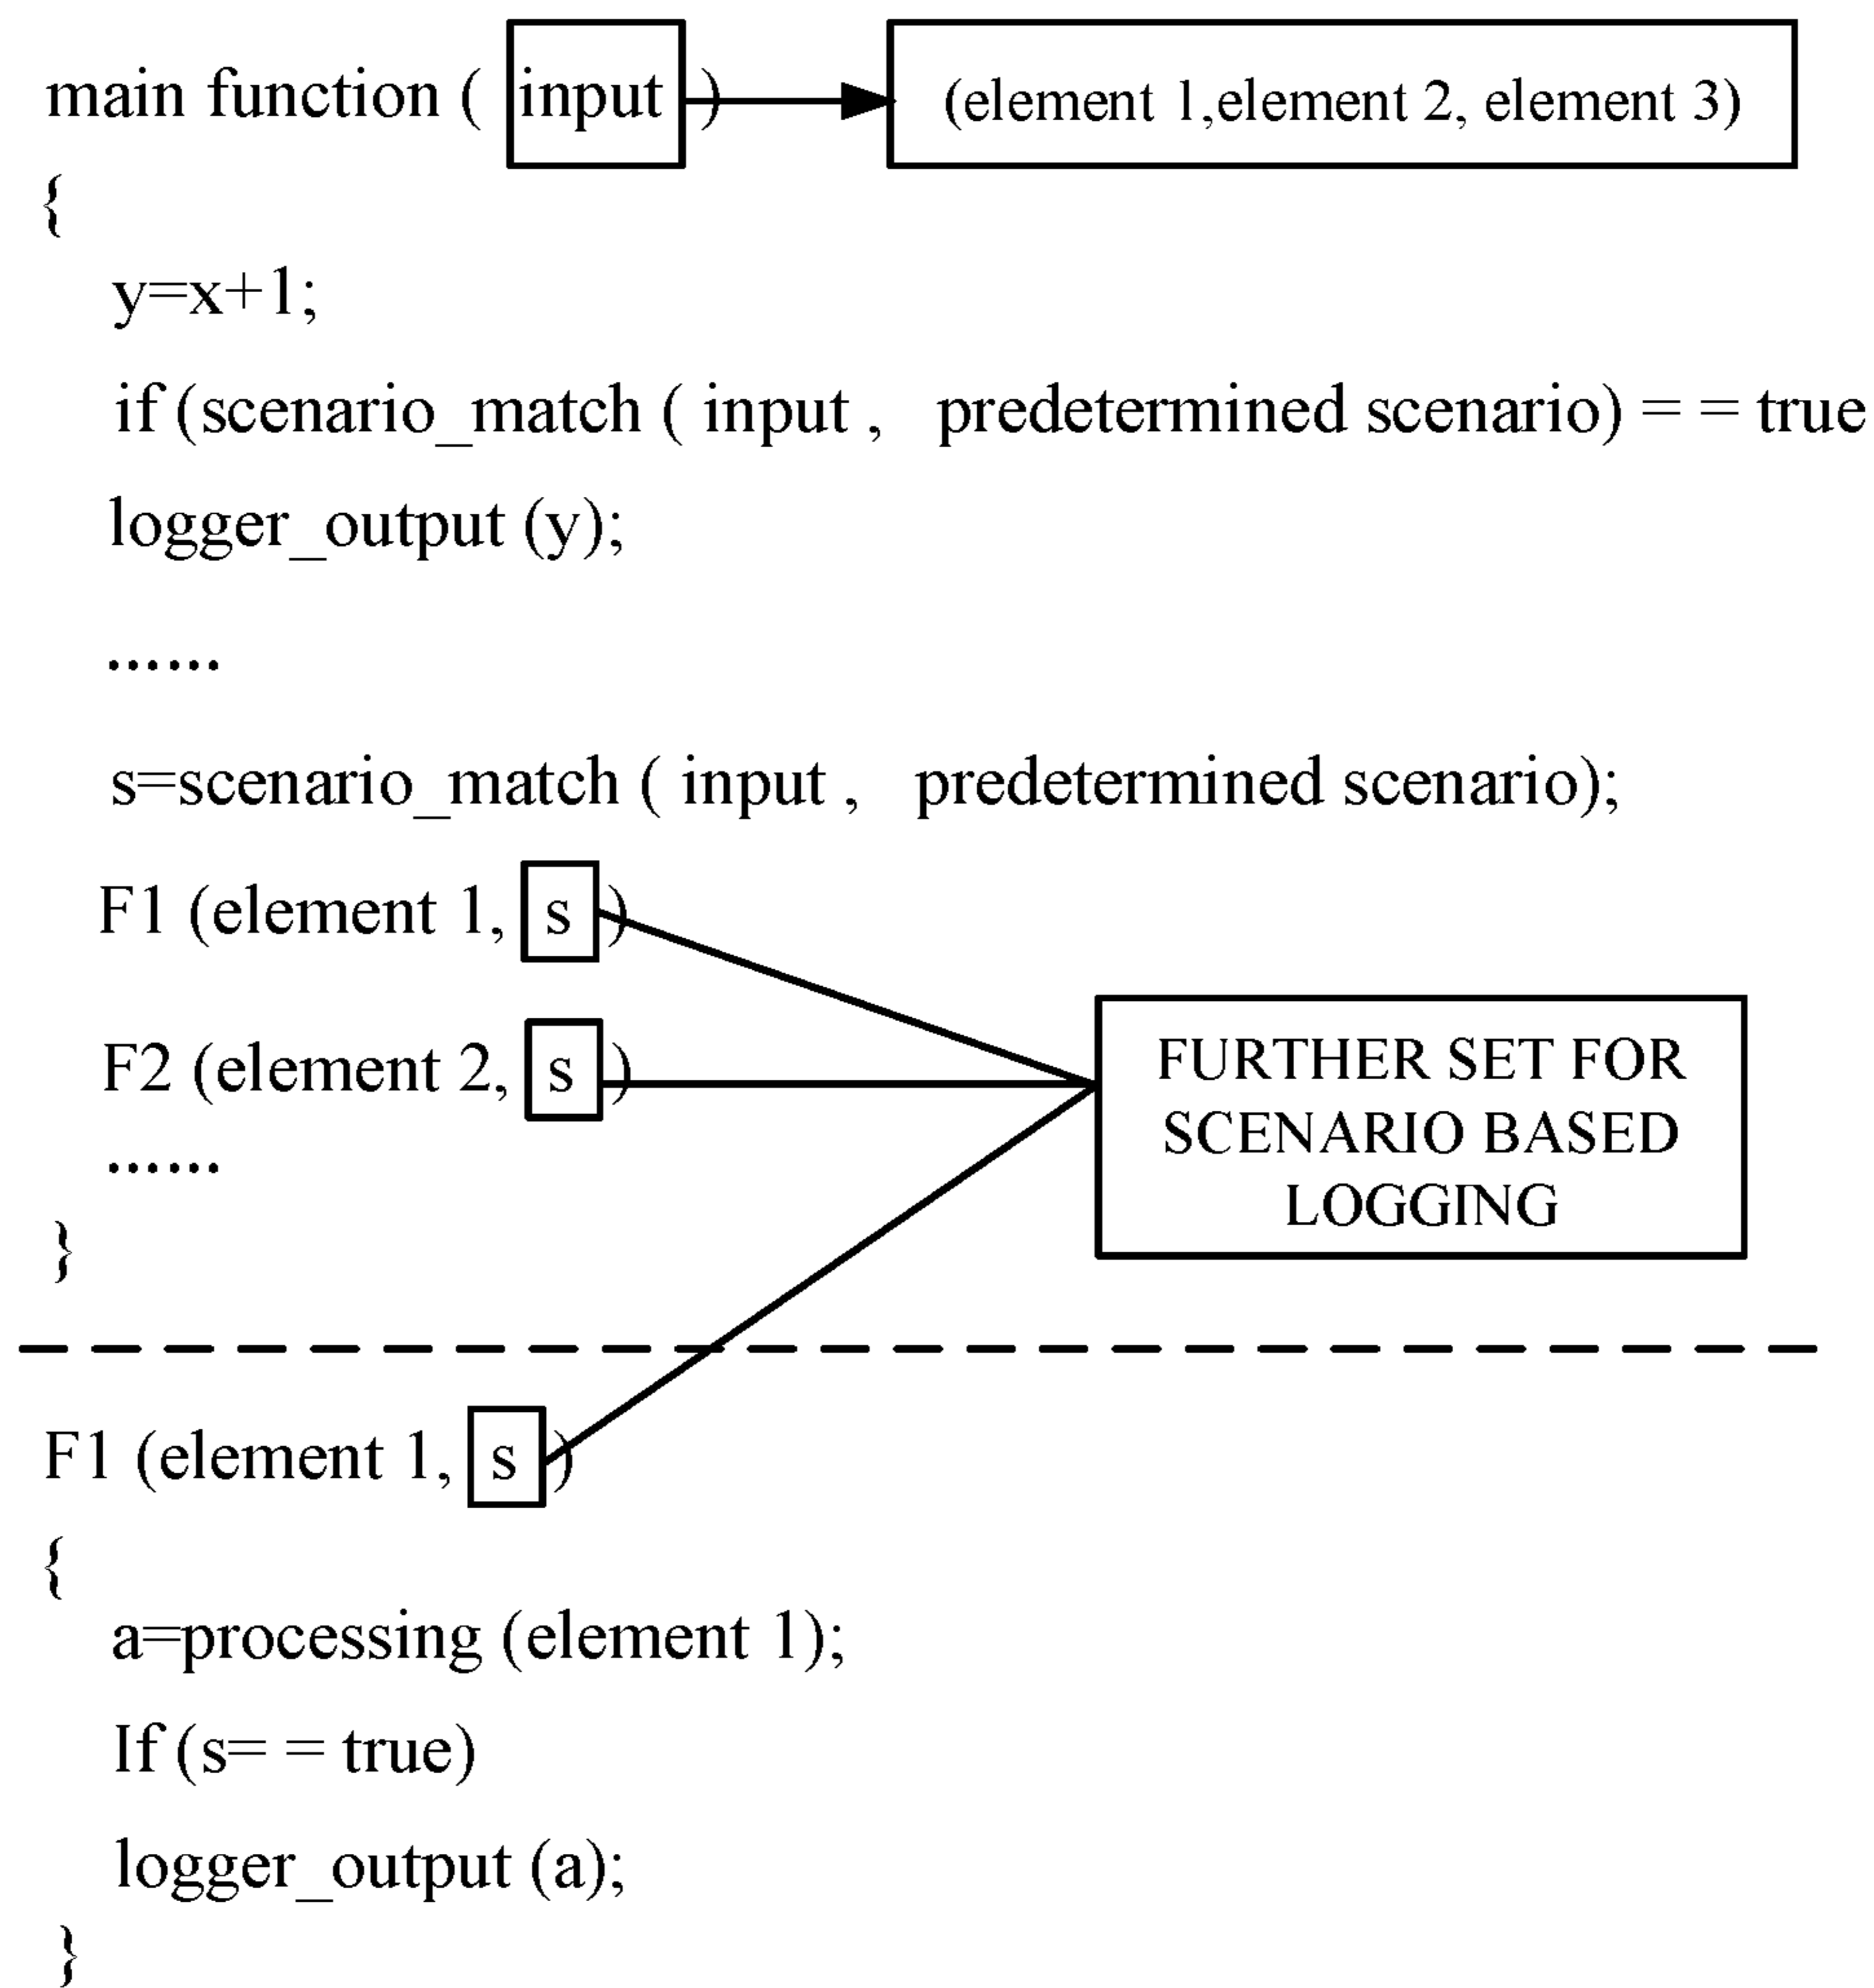 main function ( input )
(element 1,element 2, element 3)
{
y=x+1;
if (scenario_match ( input , predetermined scenario) = = true
logger_output (y);
......
s=scenario_match ( input , predetermined scenario);
F1 (element 1, s )
F2 (element 2, s )
FURTHER SET FOR
SCENARIO BASED
LOGGING
......
}
F1 (element 1, s )
{
a=processing (element 1);
If (s= = true)
logger_output (a);
}